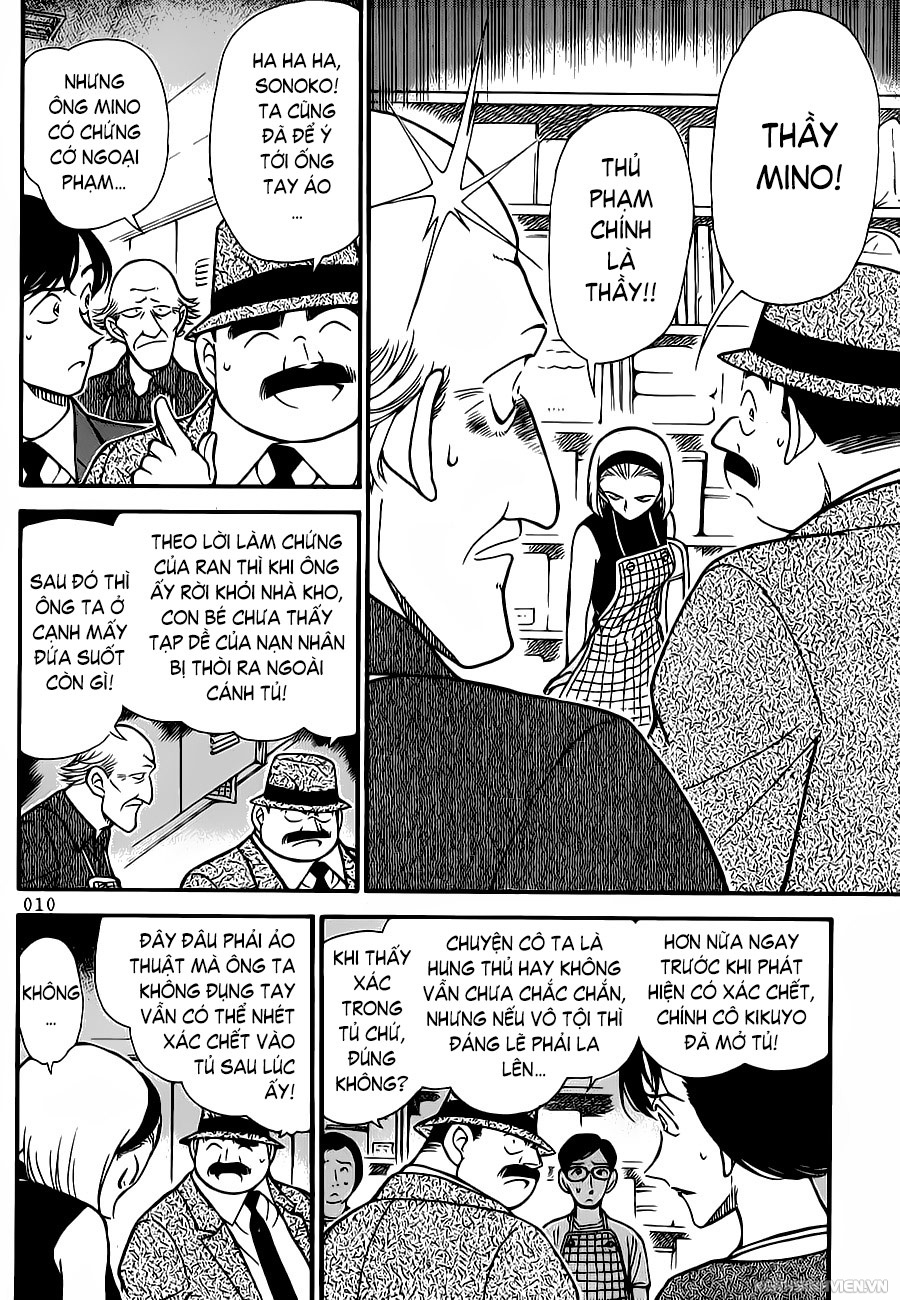 THẦY
MINO!
THỦ
PHẠM
CHÍNH
LÀ
THẦY!!
HA HA HA,
SONOKO!
TA CŨNG
ĐÃ ĐỂ Ý
TỚI ỐNG
TAY ÁO
...
NHƯNG
ÔNG MINO
CÓ CHỨNG
CỚ NGOẠI
PHẠM...
THEO LỜI LÀM CHỨNG
CỦA RAN THÌ KHI ÔNG
ẤY RỜI KHỎI NHÀ KHO,
CON BÉ CHƯA THẤY
TẠP DỀ CỦA NẠN NHÂN
BỊ THÒI RA NGOÀI
CÁNH TỦ!
SAU ĐÓ THÌ
ÔNG TA Ở
CẠNH MẤY
ĐỨA SUỐT
CÒN GÌ!
010
HƠN NỮA NGAY
TRƯỚC KHI PHÁT
HIỆN CÓ XÁC CHẾT,
CHÍNH CÔ KIKUYO
ĐÃ MỞ TỦ!
CHUYỆN CÔ TA LÀ
HUNG THỦ HAY KHÔNG
VẪN CHƯA CHẮC CHẮN,
NHƯNG NẾU VÔ TỘI THÌ
ĐÁNG LẼ PHẢI LA
LÊN...
KHI THẤY
XÁC
TRONG
TỦ CHỨ,
ĐÚNG
KHÔNG?
ĐÂY ĐÂU PHẢI ẢO
THUẬT MÀ ÔNG TA
KHÔNG ĐỤNG TAY
VẪN CÓ THỂ NHÉT
XÁC CHẾT VÀO
TỦ SAU LÚC
ẤY!
KHÔNG
...